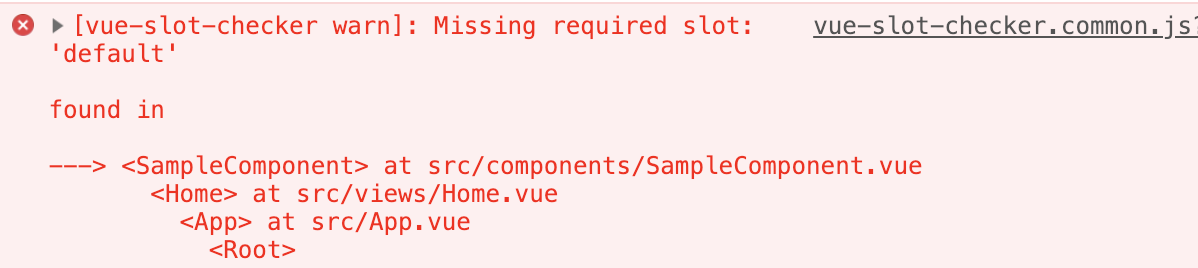 [vue-slot-checker warn]: Missing required slot: vue-slot-checker.common.js?
'default'
found in
---> <SampleComponent> at src/components/SampleComponent.vue
<Home> at src/views/Home.vue
<App> at src/App.vue
<Root>